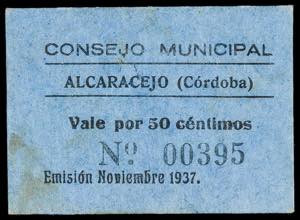 CONSEJO MUNICIPAL
ALCARACEJO (Córdoba)
Vale por 50 céntimos
Nº 00395
Emisión Noviembre 1937.